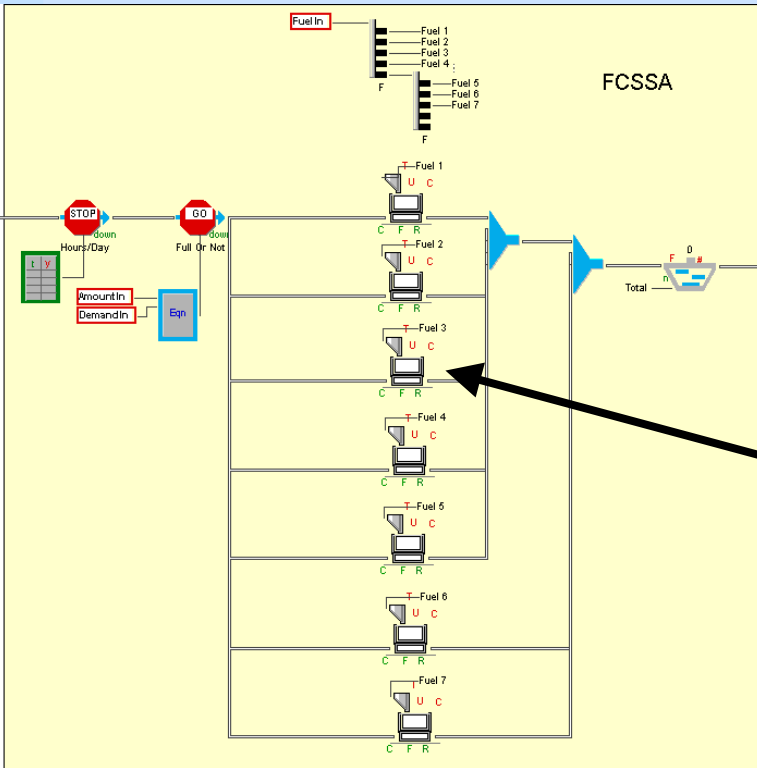 Fuel In
Fuel 1
Fuel 2
Fuel 3
Fuel 4
F
Fuel 5
Fuel 6
Fuel 7
F
FCSSA
T Fuel 1
U C
C F R
STOP
down
Hours/Day
GO
down
Full Or Not
t y
AmountIn
DemandIn
Eqn
T Fuel 2
U C
C F R
T Fuel 3
U C
C F R
T Fuel 4
U C
C F R
T Fuel 5
U C
C F R
T Fuel 6
U C
C F R
T Fuel 7
U C
C F R
0
F #
n
Total